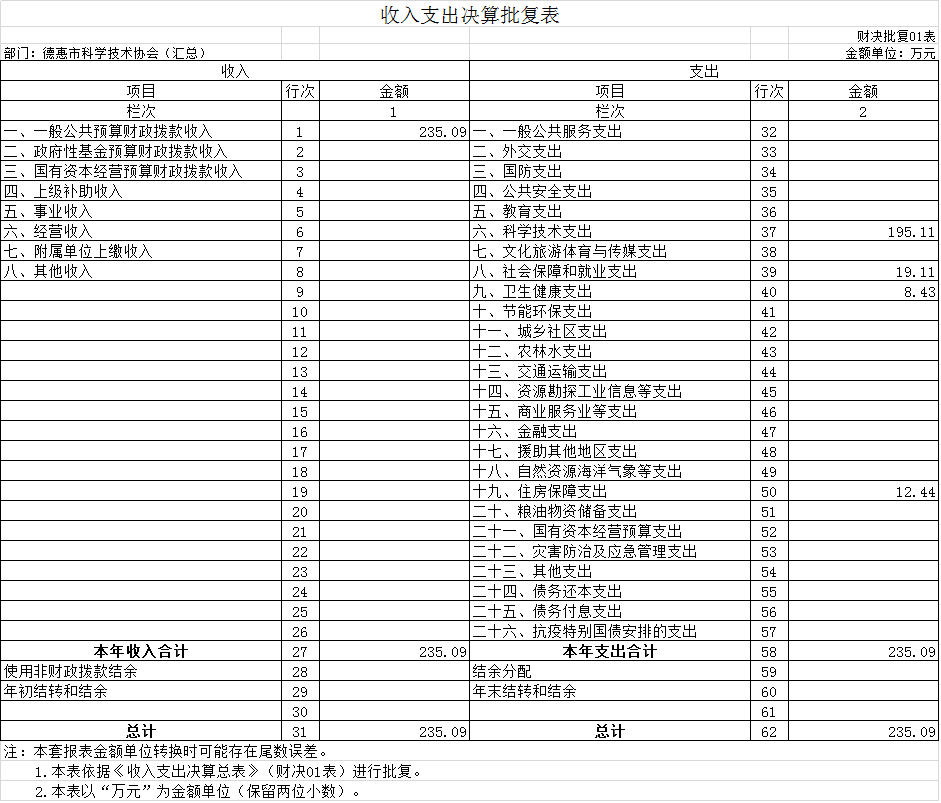 收入支出决算批复表
财决批复01表
部门：德惠市科学技术协会（汇总） 金额单位：万元
收入 支出
项目 行次 金额 项目 行次 金额
栏次 1 栏次 2
一、一般公共预算财政拨款收入 1 235.09 一、一般公共服务支出 32
二、政府性基金预算财政拨款收入 2 二、外交支出 33
三、国有资本经营预算财政拨款收入 3 三、国防支出 34
四、上级补助收入 4 四、公共安全支出 35
五、事业收入 5 五、教育支出 36
六、经营收入 6 六、科学技术支出 37 195.11
七、附属单位上缴收入 7 七、文化旅游体育与传媒支出 38
八、其他收入 8 八、社会保障和就业支出 39 19.11
9 九、卫生健康支出 40 8.43
10 十、节能环保支出 41
11 十一、城乡社区支出 42
12 十二、农林水支出 43
13 十三、交通运输支出 44
14 十四、资源勘探工业信息等支出 45
15 十五、商业服务业等支出 46
16 十六、金融支出 47
17 十七、援助其他地区支出 48
18 十八、自然资源海洋气象等支出 49
19 十九、住房保障支出 50 12.44
20 二十、粮油物资储备支出 51
21 二十一、国有资本经营预算支出 52
22 二十二、灾害防治及应急管理支出 53
23 二十三、其他支出 54
24 二十四、债务还本支出 55
25 二十五、债务付息支出 56
26 二十六、抗疫特别国债安排的支出 57
本年收入合计 27 235.09 本年支出合计 58 235.09
使用非财政拨款结余 28 结余分配 59
年初结转和结余 29 年末结转和结余 60
30 61
总计 31 235.09 总计 62 235.09
注：本套报表金额单位转换时可能存在尾数误差。
1.本表依据《收入支出决算总表》（财决01表）进行批复。
2.本表以“万元”为金额单位（保留两位小数）。